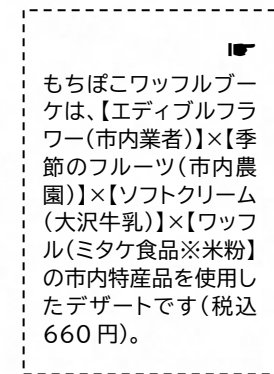 ☛
もちぽこワッフルブー
ケは、【エディブルフラ
ワー(市内業者)】×【季
節のフルーツ(市内農
園)】×【ソフトクリーム
(大沢牛乳)】×【ワッフ
ル(ミタケ食品※米粉】
の市内特産品を使用し
たデザートです(税込
660円)。